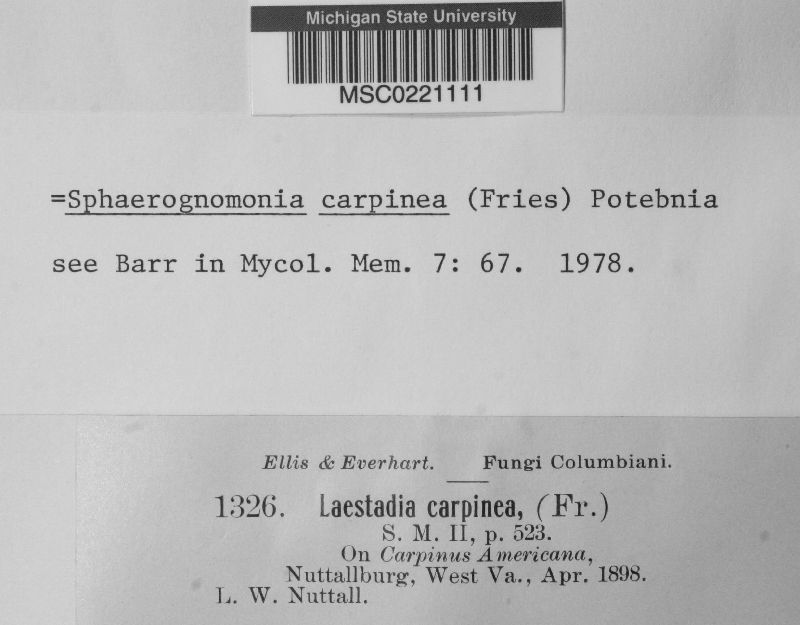 Michigan State University
MSC0221111
=Sphaerognomonia carpinea (Fries) Potebnia
see Barr in Mycol. Mem. 7: 67. 1978.
Ellis & Everhart. Fungi Columbiani.
1326. Laestadia carpinea, (Fr.)
S. M. II, p. 523.
On Carpinus Americana,
Nuttallburg, West Va., Apr. 1898.
L. W. Nuttall.